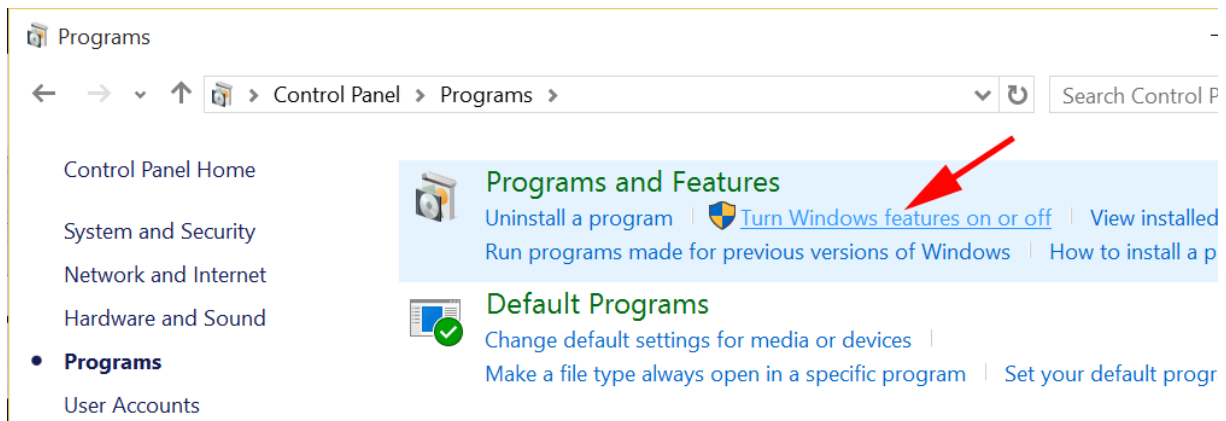 Programs
Control Panel > Programs >
Search Control P
Control Panel Home
System and Security
Network and Internet
Hardware and Sound
Programs
User Accounts
Programs and Features
Uninstall a program
Turn Windows features on or off
View installed
Run programs made for previous versions of Windows
How to install a p
Default Programs
Change default settings for media or devices
Make a file type always open in a specific program
Set your default progr